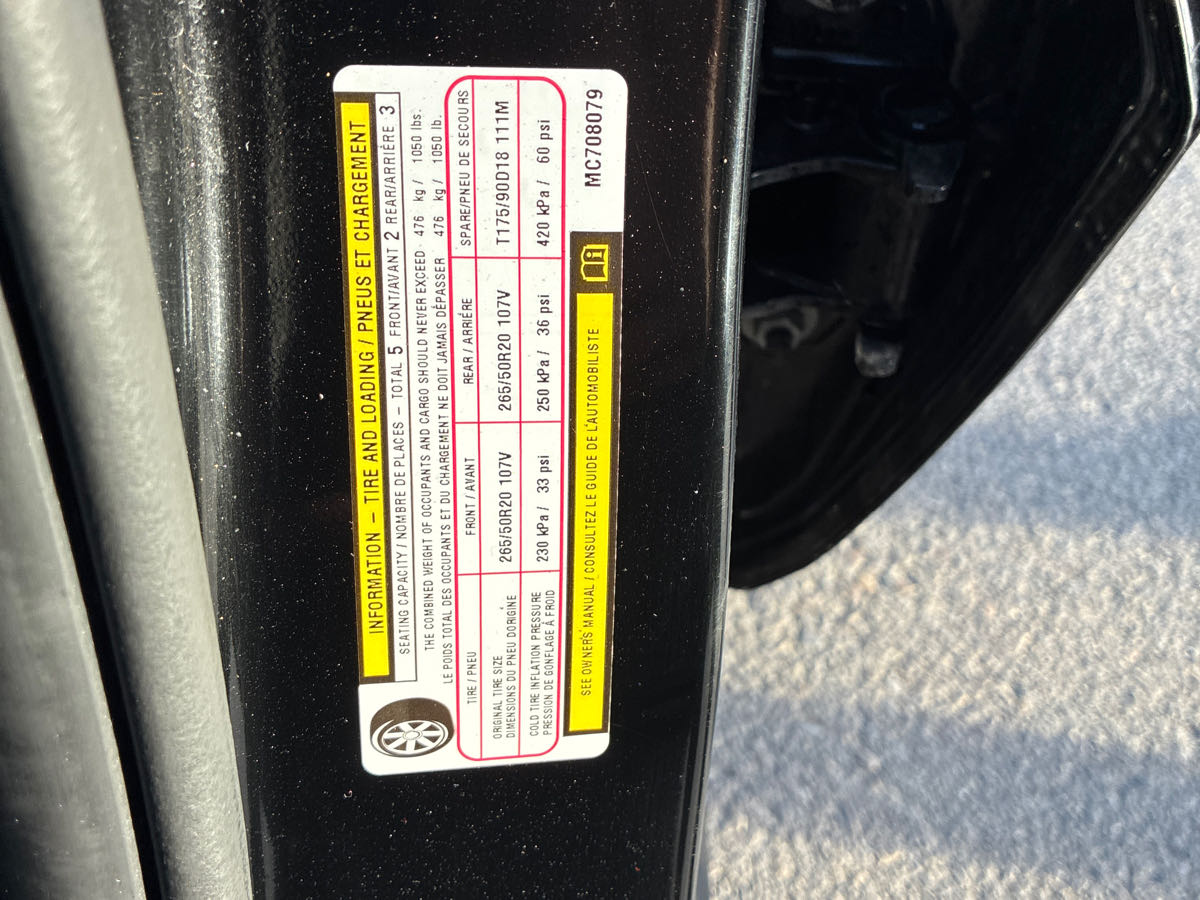 INFORMATION – TIRE AND LOADING / PNEUS ET CHARGEMENT
SEATING CAPACITY / NOMBRE DE PLACES – TOTAL 5 FRONT/AVANT 2 REAR/ARRIÈRE 3
THE COMBINED WEIGHT OF OCCUPANTS AND CARGO SHOULD NEVER EXCEED 476 kg / 1050 lbs.
LE POIDS TOTAL DES OCCUPANTS ET DU CHARGEMENT NE DOIT JAMAIS DÉPASSER 476 kg / 1050 lb.
TIRE / PNEU FRONT / AVANT REAR / ARRIÉRE SPARE/PNEU DE SECOURS
ORIGINAL TIRE SIZE
DIMENSIONS DU PNEU DORIGINE
265/50R20 107V 265/50R20 107V T175/90D18 111M
COLD TIRE INFLATION PRESSURE
PRESSION DE GONFLAGE À FROID
230 kPa / 33 psi 250 kPa / 36 psi 420 kPa / 60 psi
SEE OWNER'S MANUAL / CONSULTEZ LE GUIDE DE L'AUTOMOBILISTE
MC708079